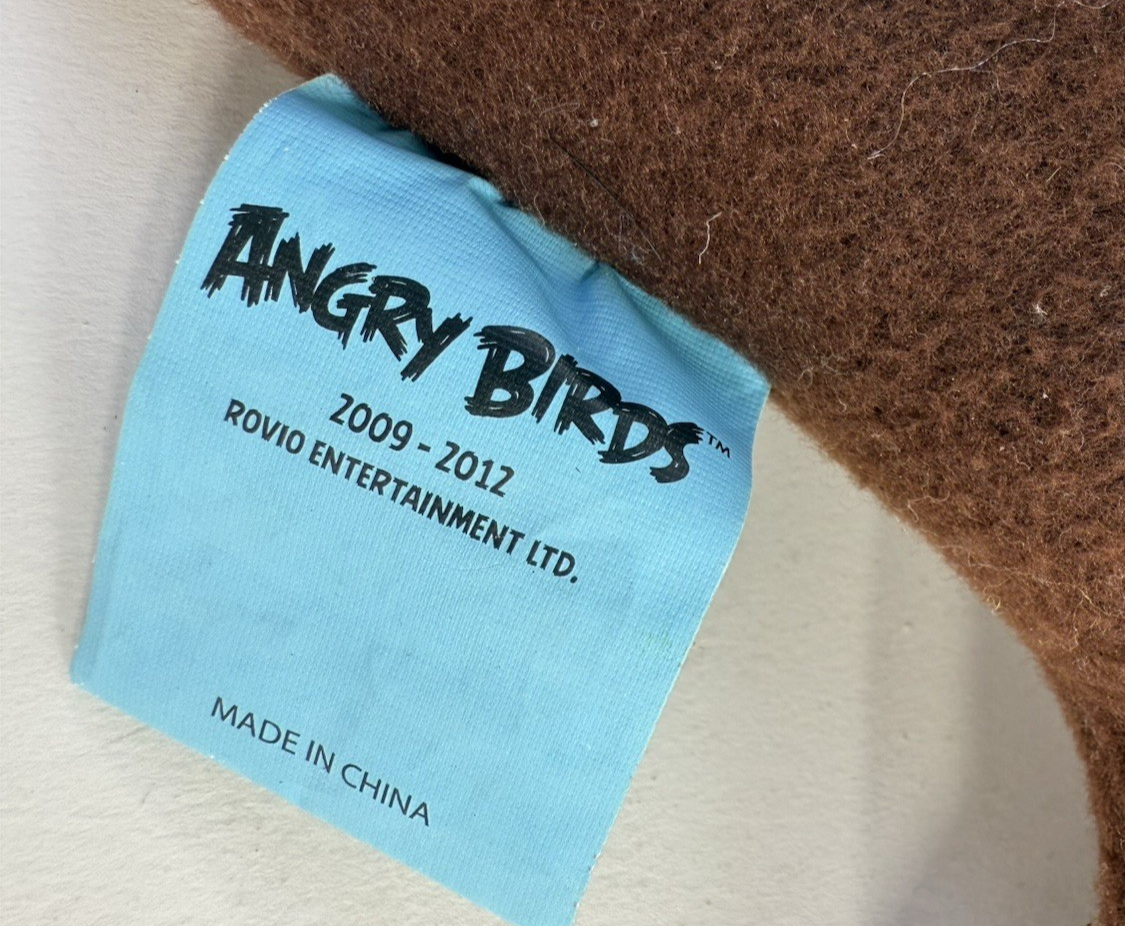 ANGRY BIRDS™
2009 - 2012
ROVIO ENTERTAINMENT LTD.
MADE IN CHINA